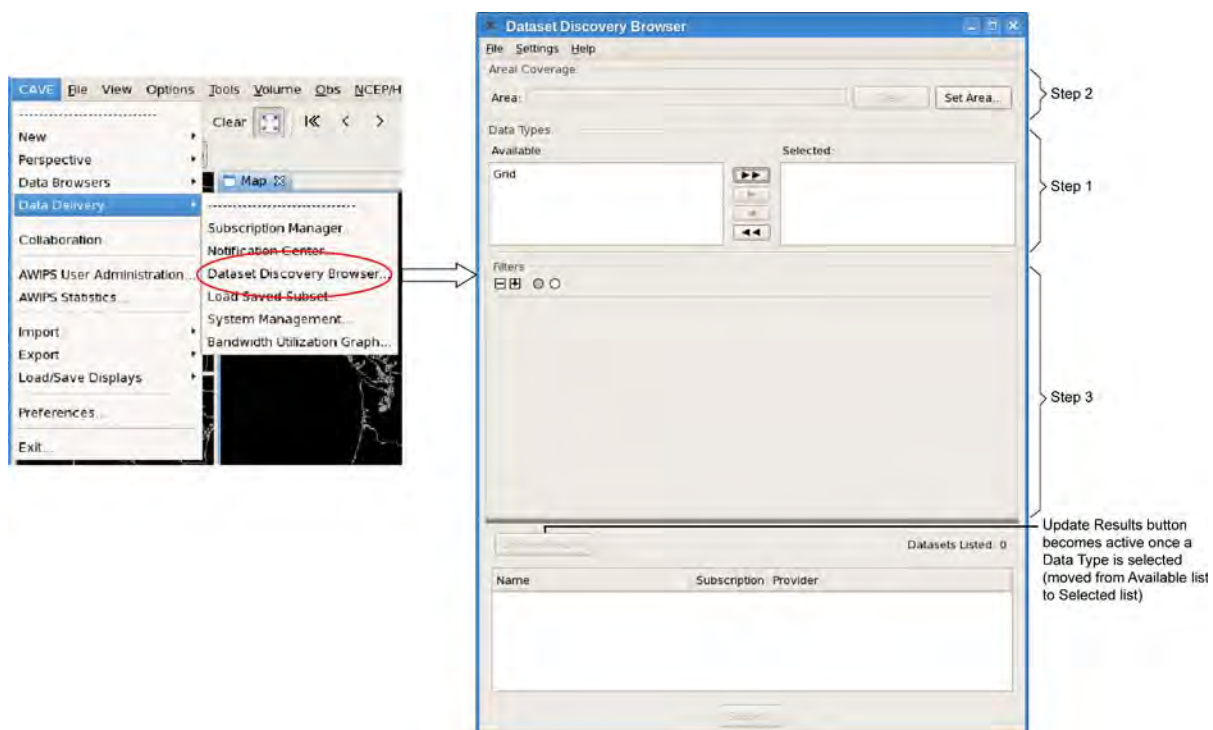 CAVE File View Options Tools Volume Obs NCEP/H
Clear
New
Perspective
Data Browsers
Data Delivery
Collaboration
AWIPS User Administration...
AWIPS Statistics...
Import
Export
Load/Save Displays
Preferences...
Exit...
Map
Subscription Manager
Notification Center...
Dataset Discovery Browser...
Load Saved Subset...
System Management...
Bandwidth Utilization Graph...
Dataset Discovery Browser
File Settings Help
Areal Coverage
Area:
Set Area...
Step 2
Data Types
Available
Selected:
Grid
Step 1
Filters
Step 3
Update Results button
becomes active once a
Data Type is selected
(moved from Available list
to Selected list)
Datasets Listed: 0
Name Subscription Provider